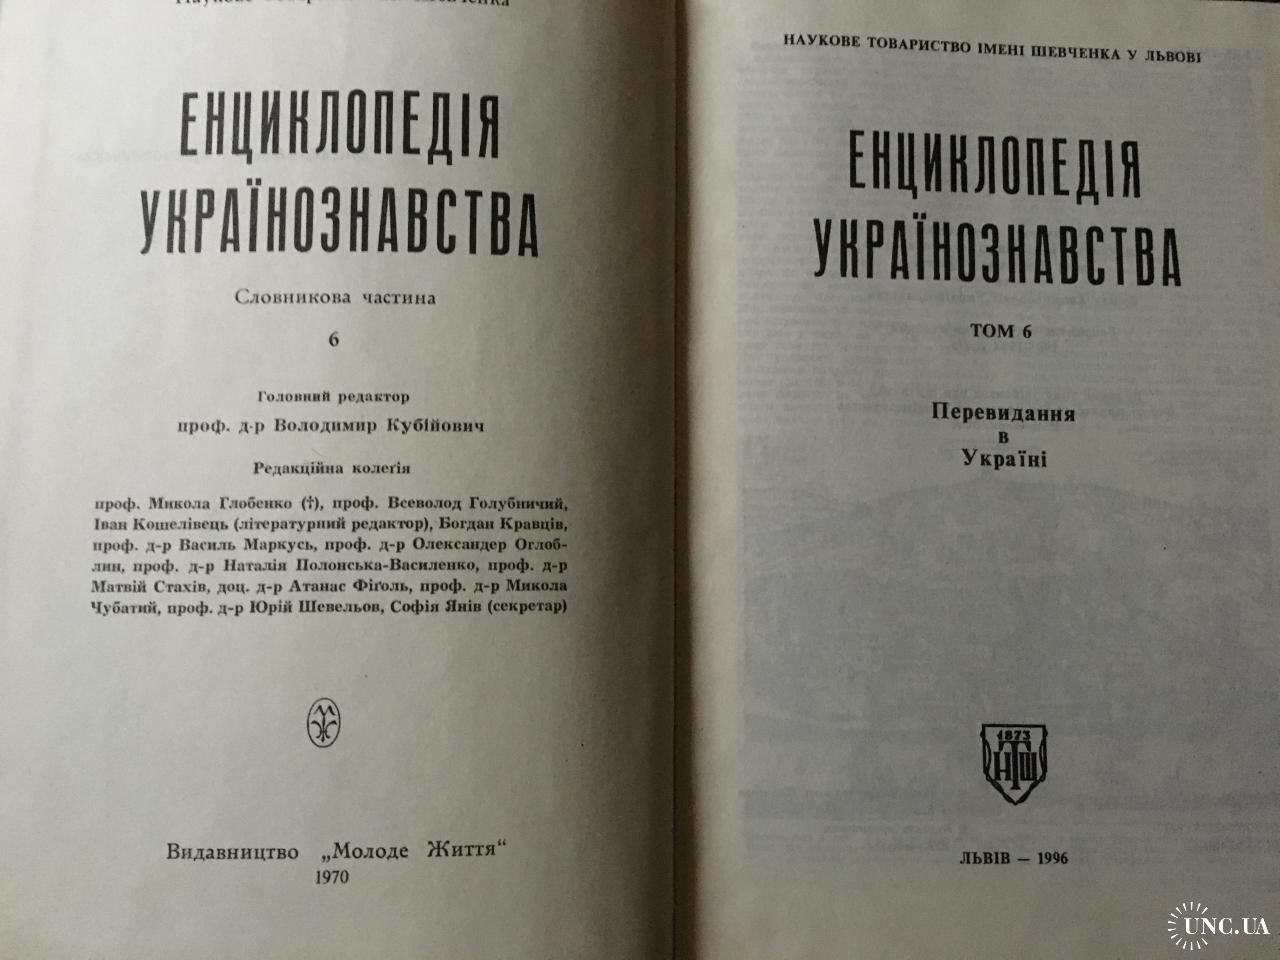 ЕНЦИКЛОПЕДІЯ
УКРАЇНОЗНАВСТВА
Словникова частина
6
Головний редактор
проф. д-р Володимир Кубійович
Редакційна колеґія
проф. Микола Глобенко (†), проф. Всеволод Голубничий,
Іван Кошелівець (літературний редактор), Богдан Кравців,
проф. д-р Василь Маркусь, проф. д-р Олександер Оглоб-
лин, проф. д-р Наталія Полонська-Василенко, проф. д-р
Матвій Стахів, доц. д-р Атанас Фіґоль, проф. д-р Микола
Чубатий, проф. д-р Юрій Шевельов, Софія Янів (секретар)
Видавництво „Молоде Життя“
1970
НАУКОВЕ ТОВАРИСТВО ІМЕНІ ШЕВЧЕНКА У ЛЬВОВІ
ЕНЦИКЛОПЕДІЯ
УКРАЇНОЗНАВСТВА
ТОМ 6
Перевидання
в
Україні
1873
НТШ
ЛЬВІВ — 1996
UNC.UA